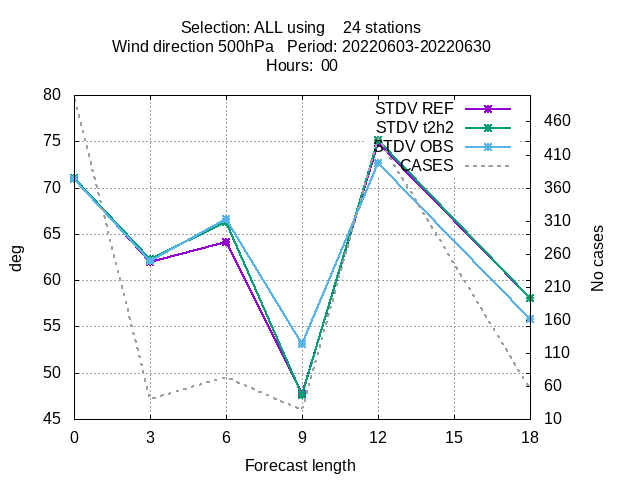 Selection: ALL using    24 stations
Wind direction 500hPa   Period: 20220603-20220630
Hours:  00
STDV REF
STDV t2h2
STDV OBS
CASES
80
75
70
65
60
55
50
45
deg
460
410
360
310
260
210
160
110
60
10
No cases
0 3 6 9 12 15 18
Forecast length